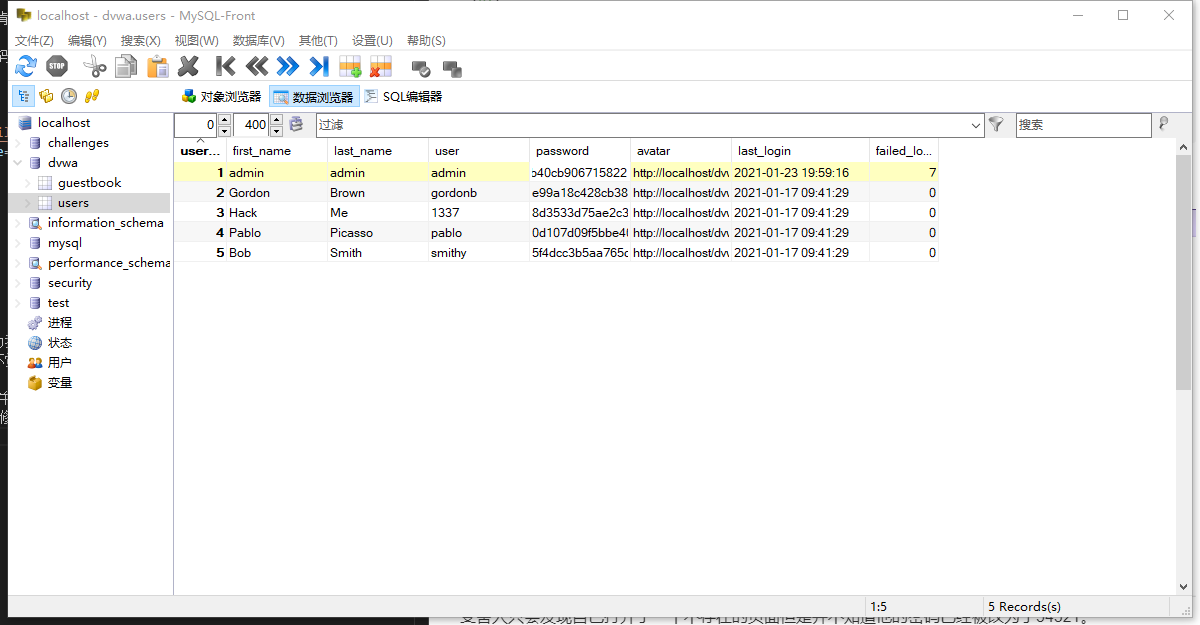 localhost - dvwa.users - MySQL-Front
文件(Z) 编辑(Y) 搜索(X) 视图(W) 数据库(V) 其他(T) 设置(U) 帮助(S)
STOP
对象浏览器 数据浏览器 SQL编辑器
0 400 过滤 搜索
localhost
challenges
dvwa
guestbook
users
information_schema
mysql
performance_schema
security
test
进程
状态
用户
变量
user... first_name last_name user password avatar last_login failed_lo...
1 admin admin admin b40cb906715822 http://localhost/dv 2021-01-23 19:59:16 7
2 Gordon Brown gordonb e99a18c428cb38 http://localhost/dv 2021-01-17 09:41:29 0
3 Hack Me 1337 8d3533d75ae2c3 http://localhost/dv 2021-01-17 09:41:29 0
4 Pablo Picasso pablo 0d107d09f5bbe40 http://localhost/dv 2021-01-17 09:41:29 0
5 Bob Smith smithy 5f4dcc3b5aa765 http://localhost/dv 2021-01-17 09:41:29 0
1:5 5 Records(s)